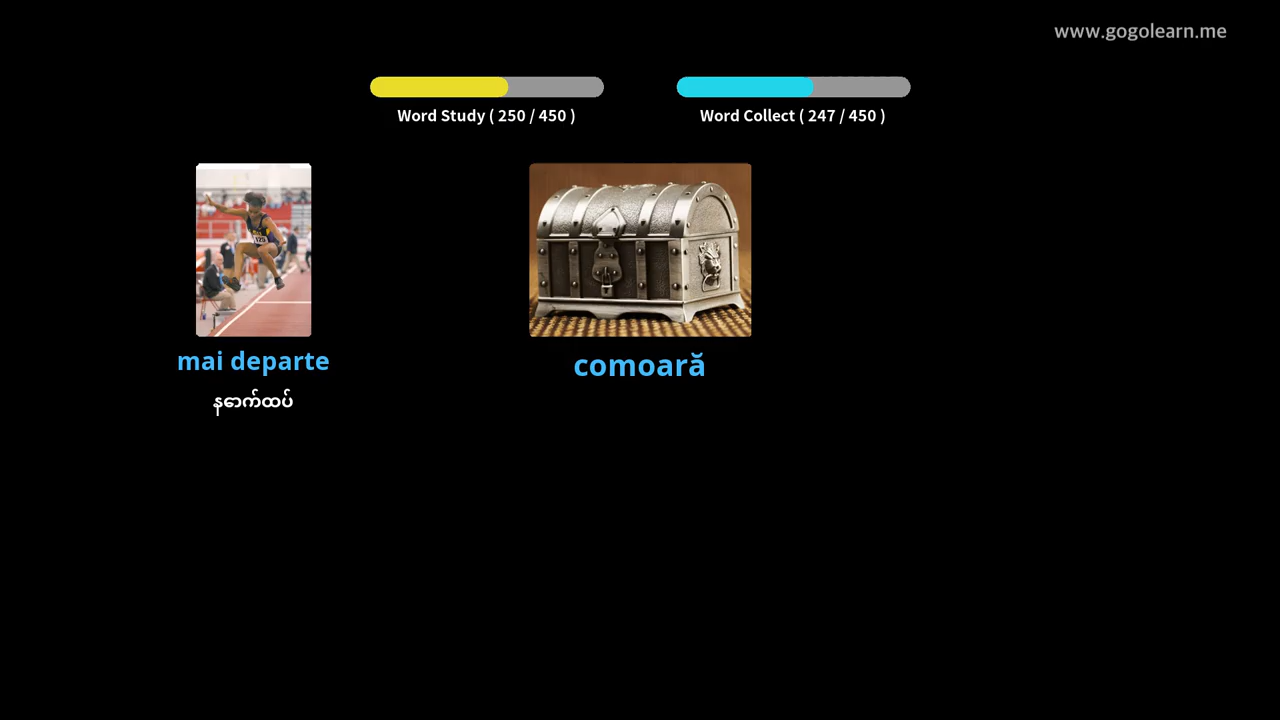 www.gogolearn.me
Word Study ( 250 / 450 )
Word Collect ( 247 / 450 )
mai departe
comoară
နောက်ထပ်